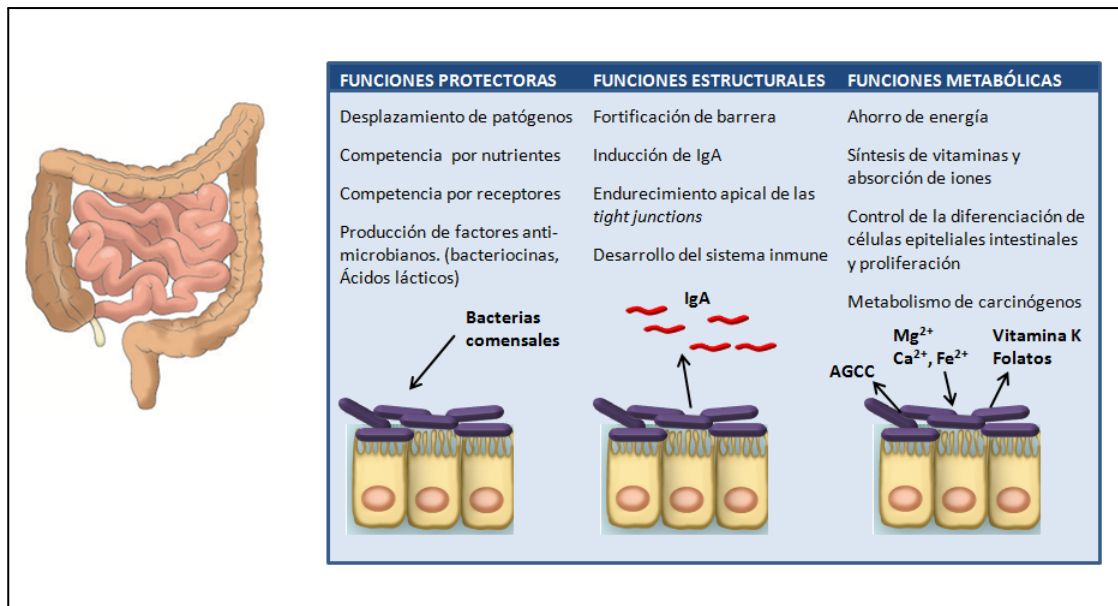 FUNCIONES PROTECTORAS
Desplazamiento de patógenos
Competencia por nutrientes
Competencia por receptores
Producción de factores anti-
microbianos. (bacteriocinas,
Ácidos lácticos)
Bacterias
comensales
FUNCIONES ESTRUCTURALES
Fortificación de barrera
Inducción de IgA
Endurecimiento apical de las
tight junctions
Desarrollo del sistema inmune
IgA
FUNCIONES METABÓLICAS
Ahorro de energía
Síntesis de vitaminas y
absorción de iones
Control de la diferenciación de
células epiteliales intestinales
y proliferación
Metabolismo de carcinógenos
Mg²⁺
Ca²⁺, Fe²⁺
Vitamina K
Folatos
AGCC